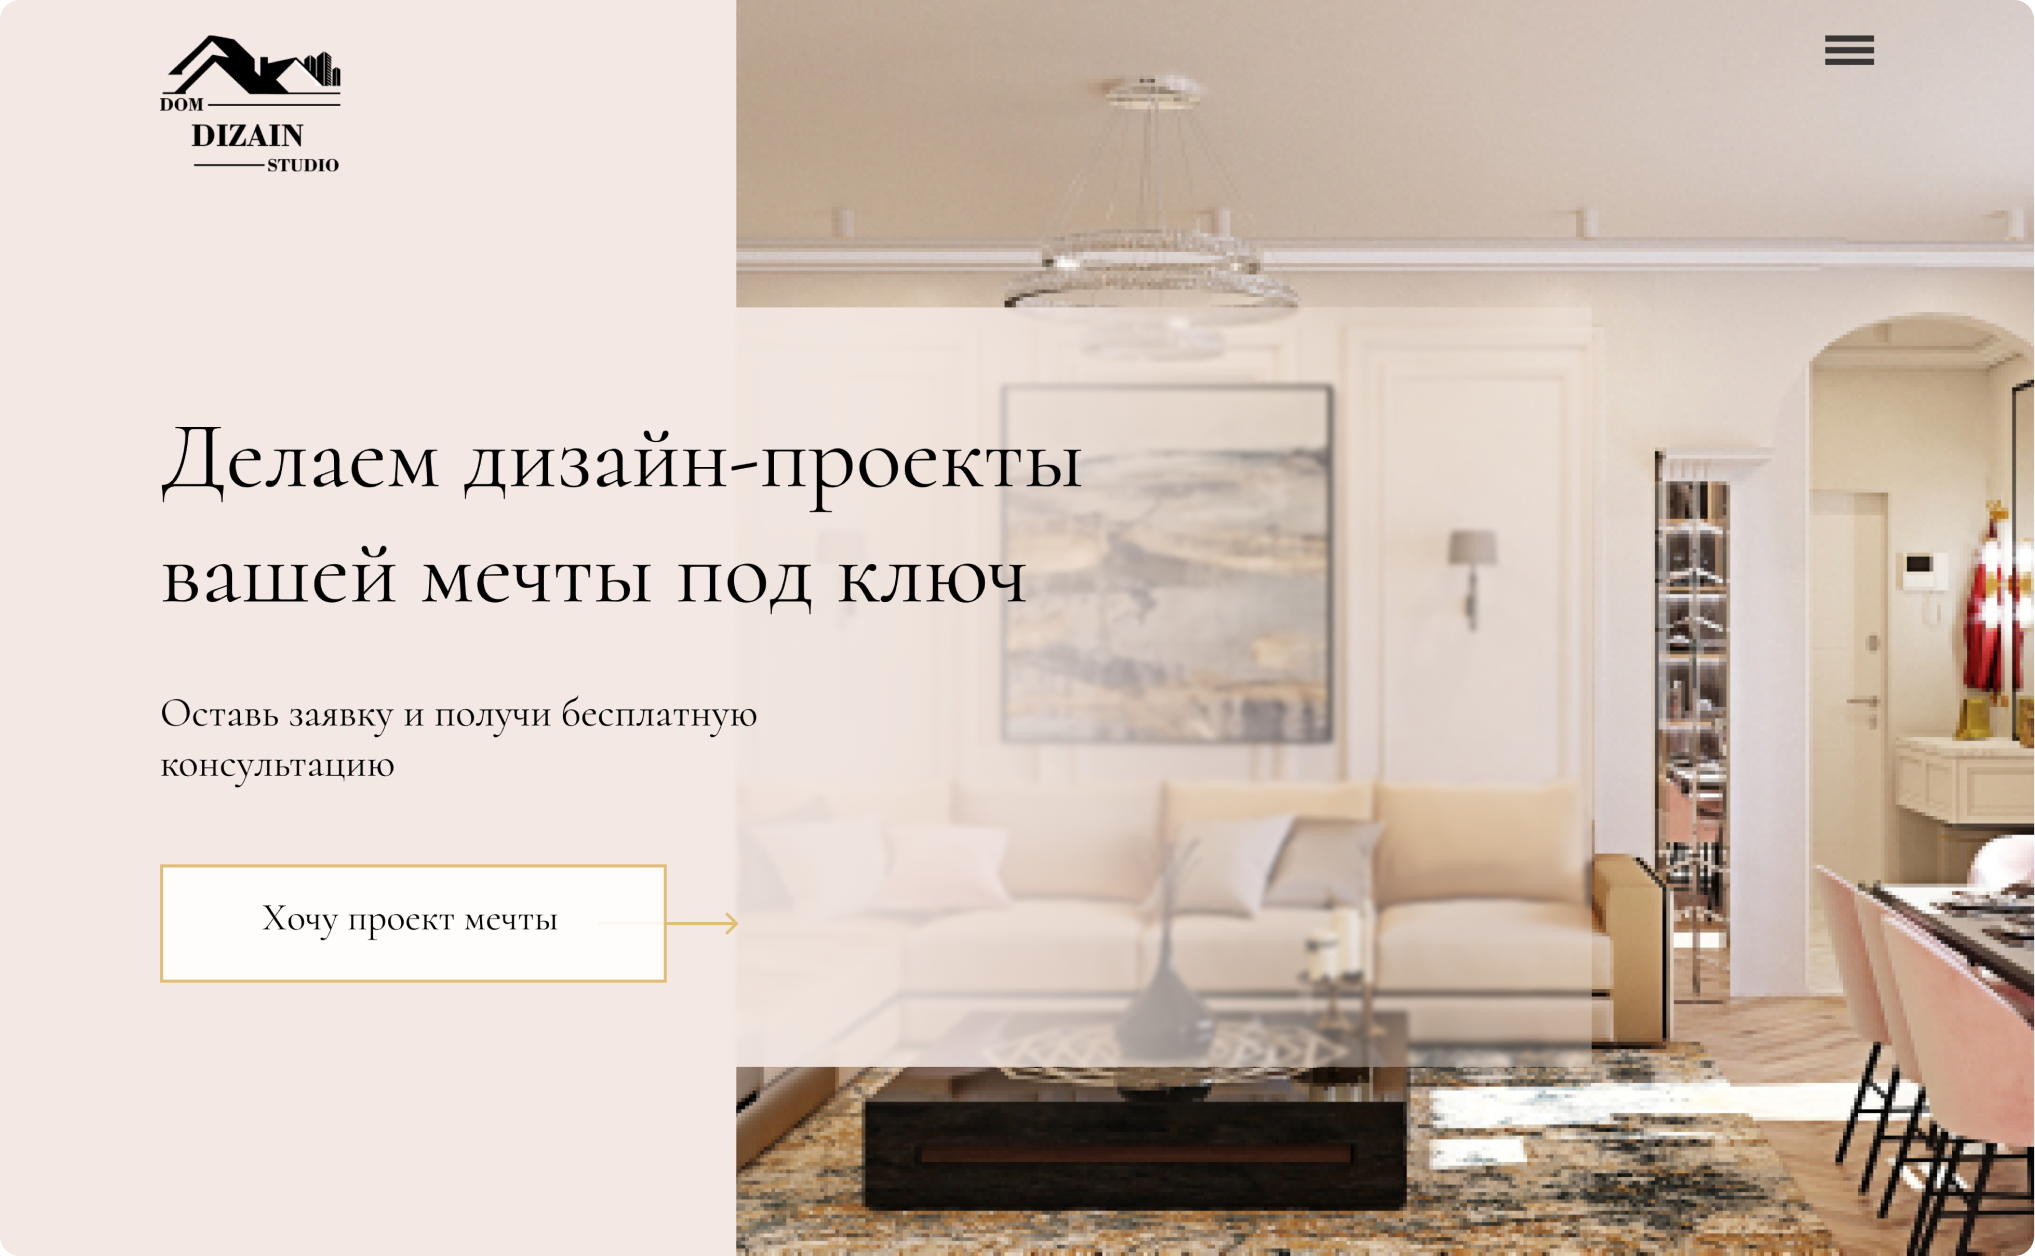 DOM
DIZAIN
STUDIO
Делаем дизайн-проекты
вашей мечты под ключ
Оставь заявку и получи бесплатную
консультацию
Хочу проект мечты